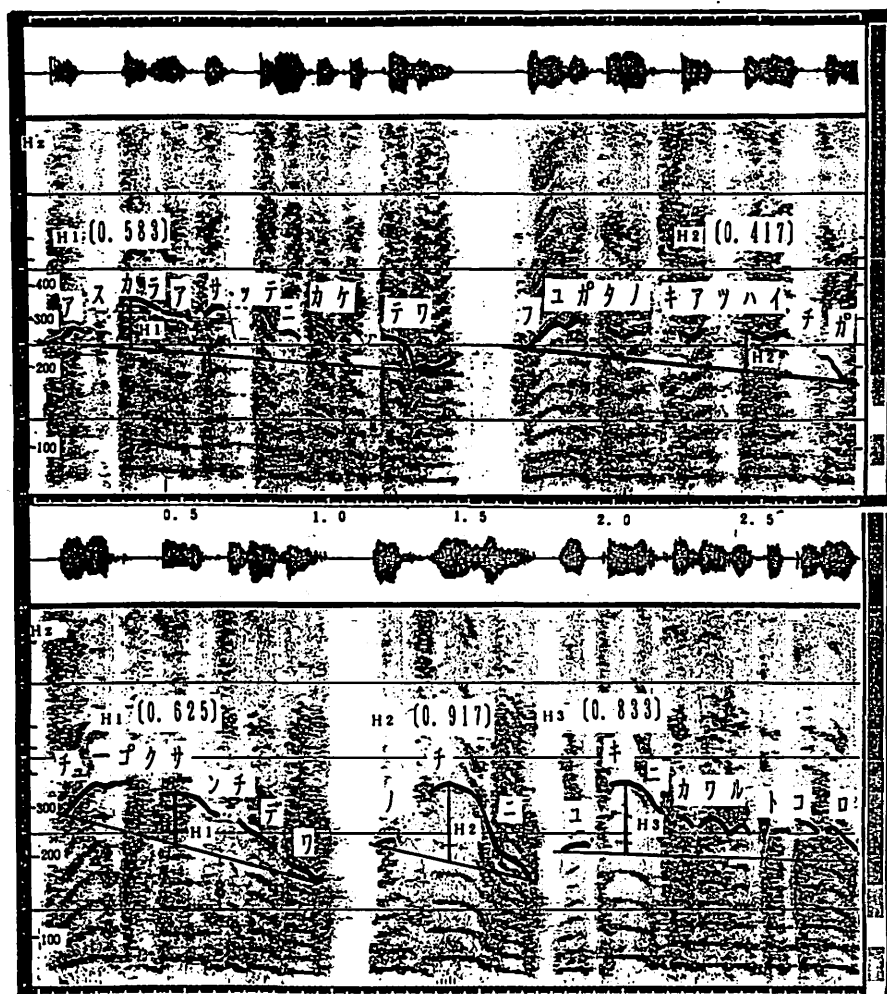 Hz
H1 (0.583)
H2 (0.417)
400
300
200
100
アスカラアサッテニカケテワ
フユガタノキアツハイチガ
H1
H2
0.5 1.0 1.5 2.0 2.5
Hz
H1 (0.625)
H2 (0.917)
H3 (0.833)
チーゴクサンチデワ
ノチニ
ユキニカワルトコロ
300
200
100
H1
H2
H3